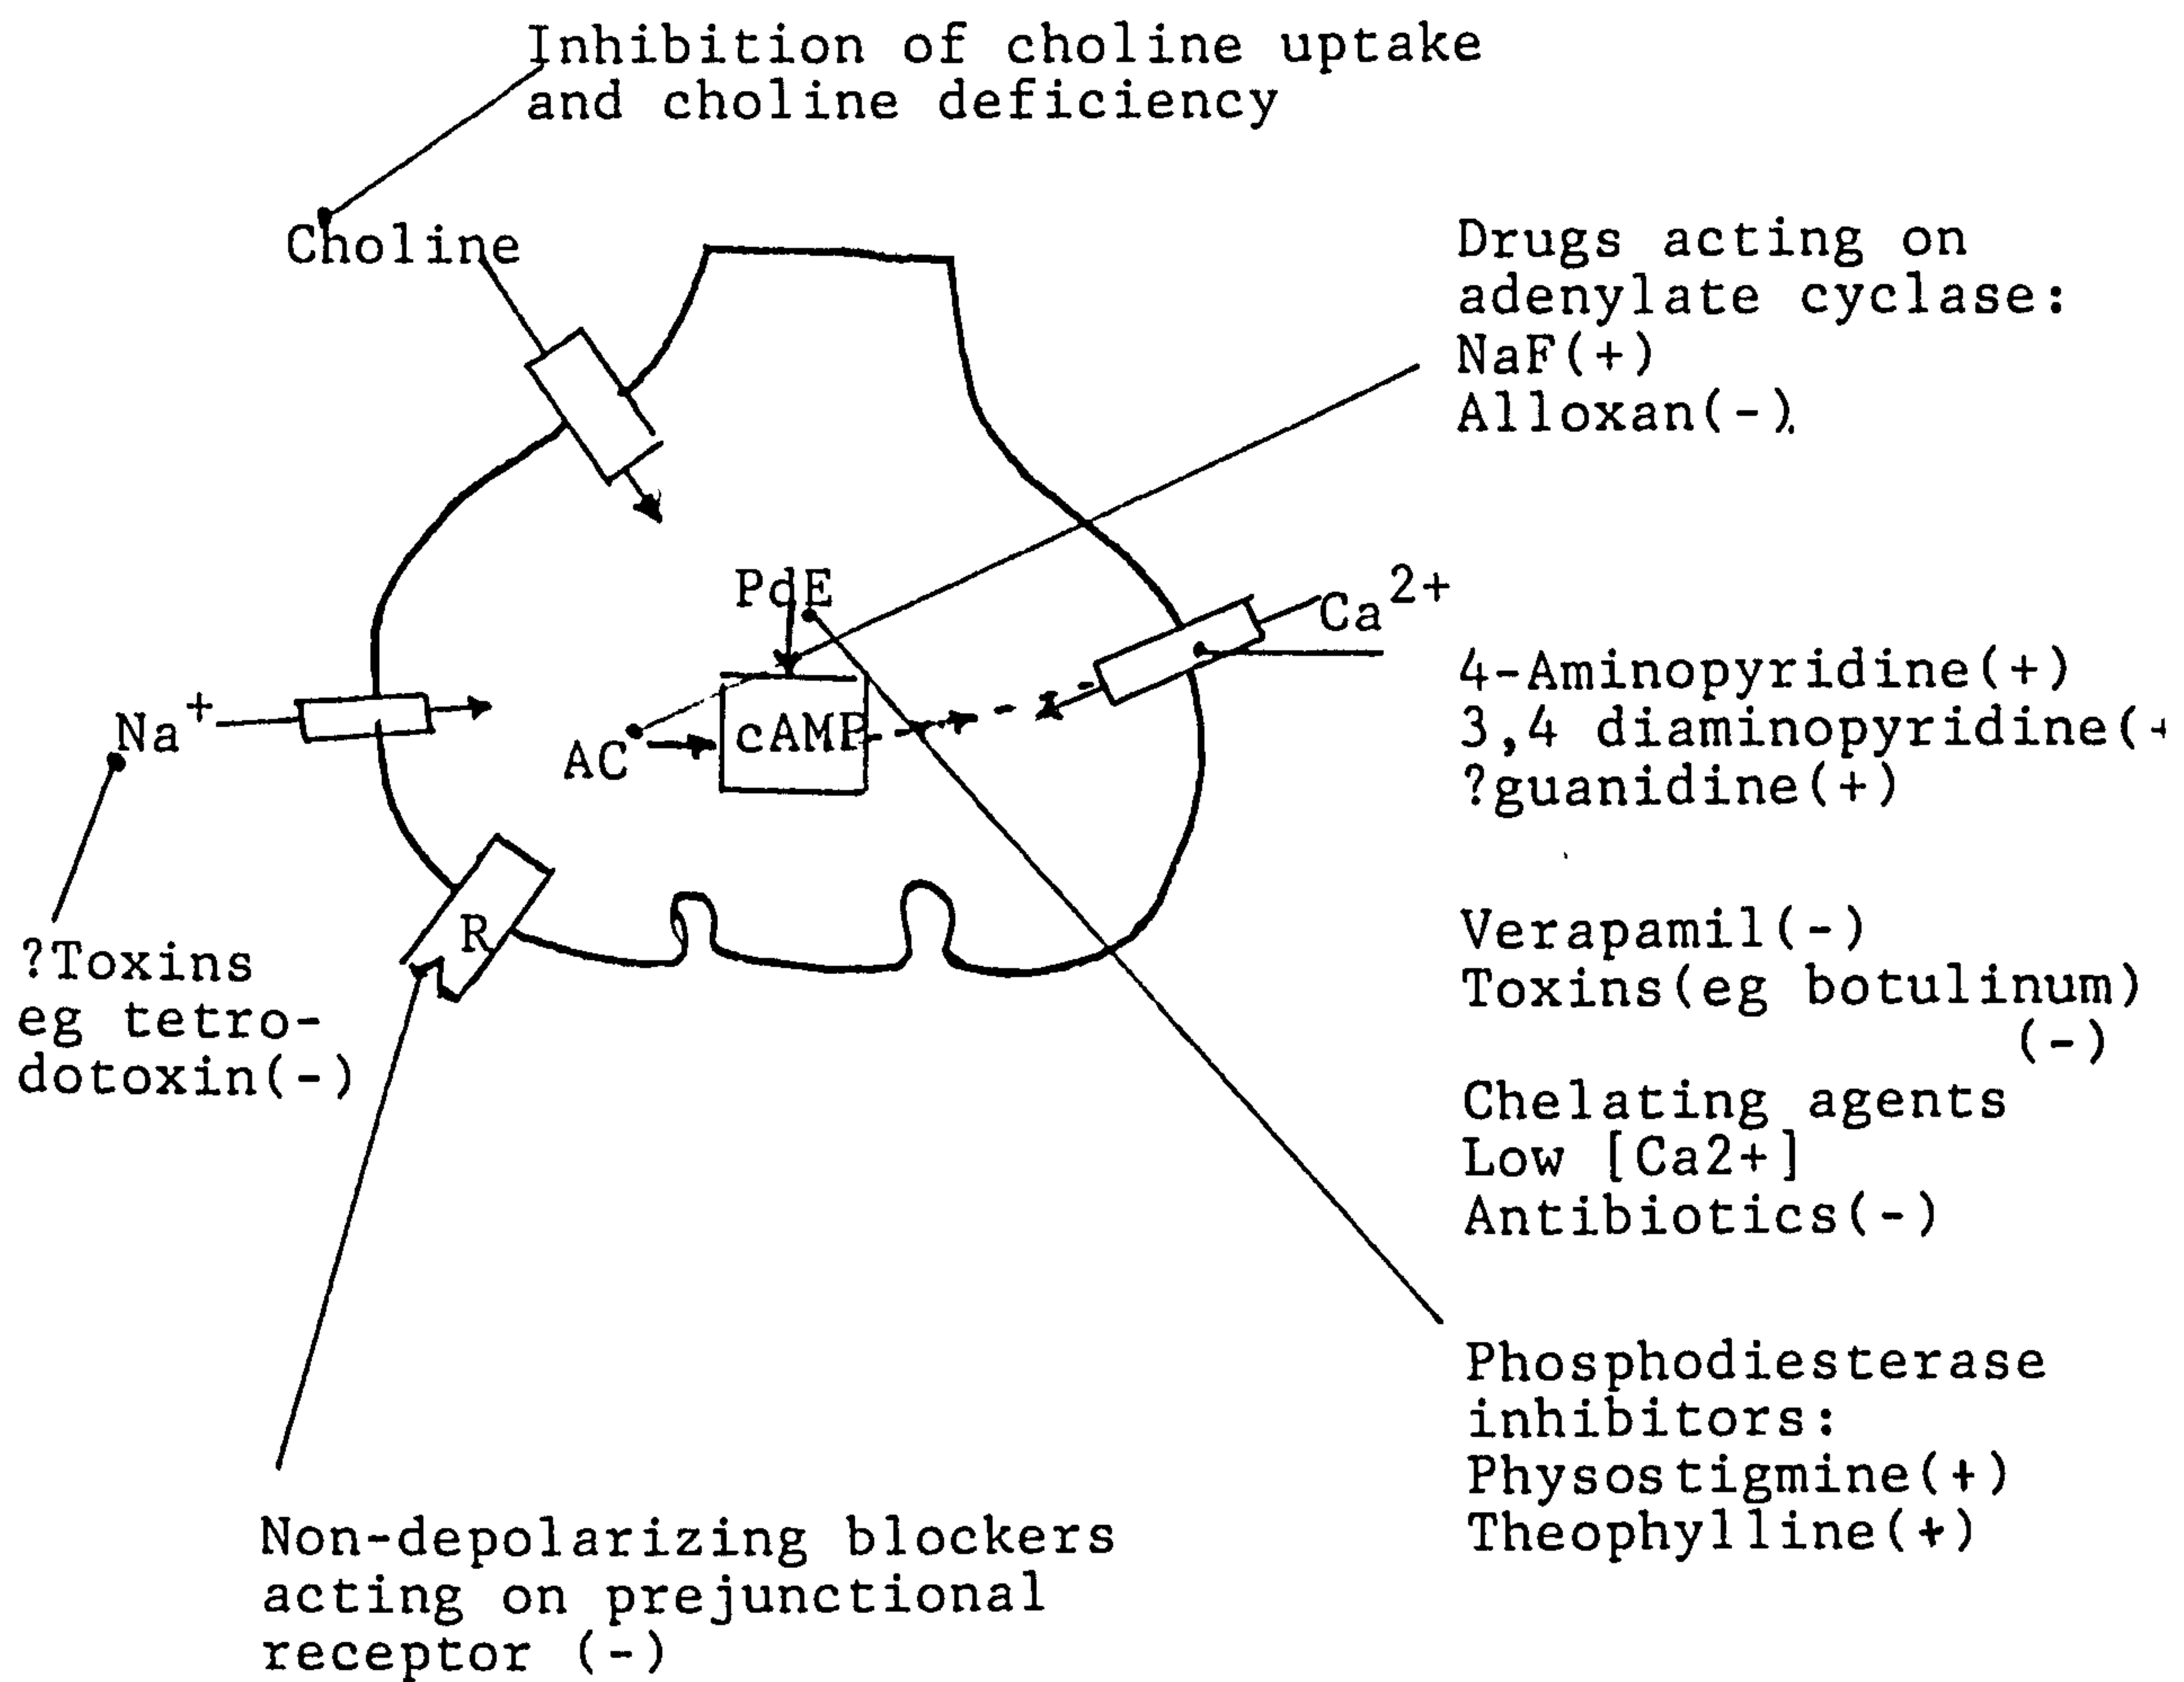 Inhibition of choline uptake
and choline deficiency
Choline
Drugs acting on
adenylate cyclase:
NaF(+)
Alloxan(-)
PdE
Ca2+
Na+
AC
cAMP
4-Aminopyridine(+)
3,4 diaminopyridine(+
?guanidine(+)
R
?Toxins
eg tetro-
dotoxin(-)
Verapamil(-)
Toxins(eg botulinum)
(-)
Chelating agents
Low [Ca2+]
Antibiotics(-)
Phosphodiesterase
inhibitors:
Physostigmine(+)
Theophylline(+)
Non-depolarizing blockers
acting on prejunctional
receptor (-)